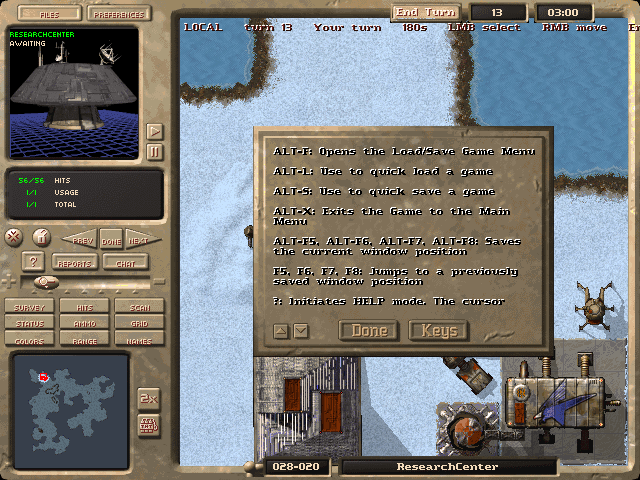 FILES
PREFERENCES
End Turn
13
03:00
LOCAL turn 13 Your turn 180s LMB select RMB move
RESEARCHCENTER
AWAITING
56/56 HITS
1/1 USAGE
1/1 TOTAL
PREV
DONE
NEXT
?
REPORTS
CHAT
SURVEY
HITS
SCAN
STATUS
AMMO
GRID
COLORS
RANGE
NAMES
2x
ALT-F: Opens the Load/Save Game Menu
ALT-L: Use to quick load a game
ALT-S: Use to quick save a game
ALT-X: Exits the Game to the Main
Menu
ALT-F5, ALT-F6, ALT-F7, ALT-F8: Saves
the current window position
F5, F6, F7, F8: Jumps to a previously
saved window position
?: Initiates HELP mode. The cursor
Done
Keys
028-020
ResearchCenter